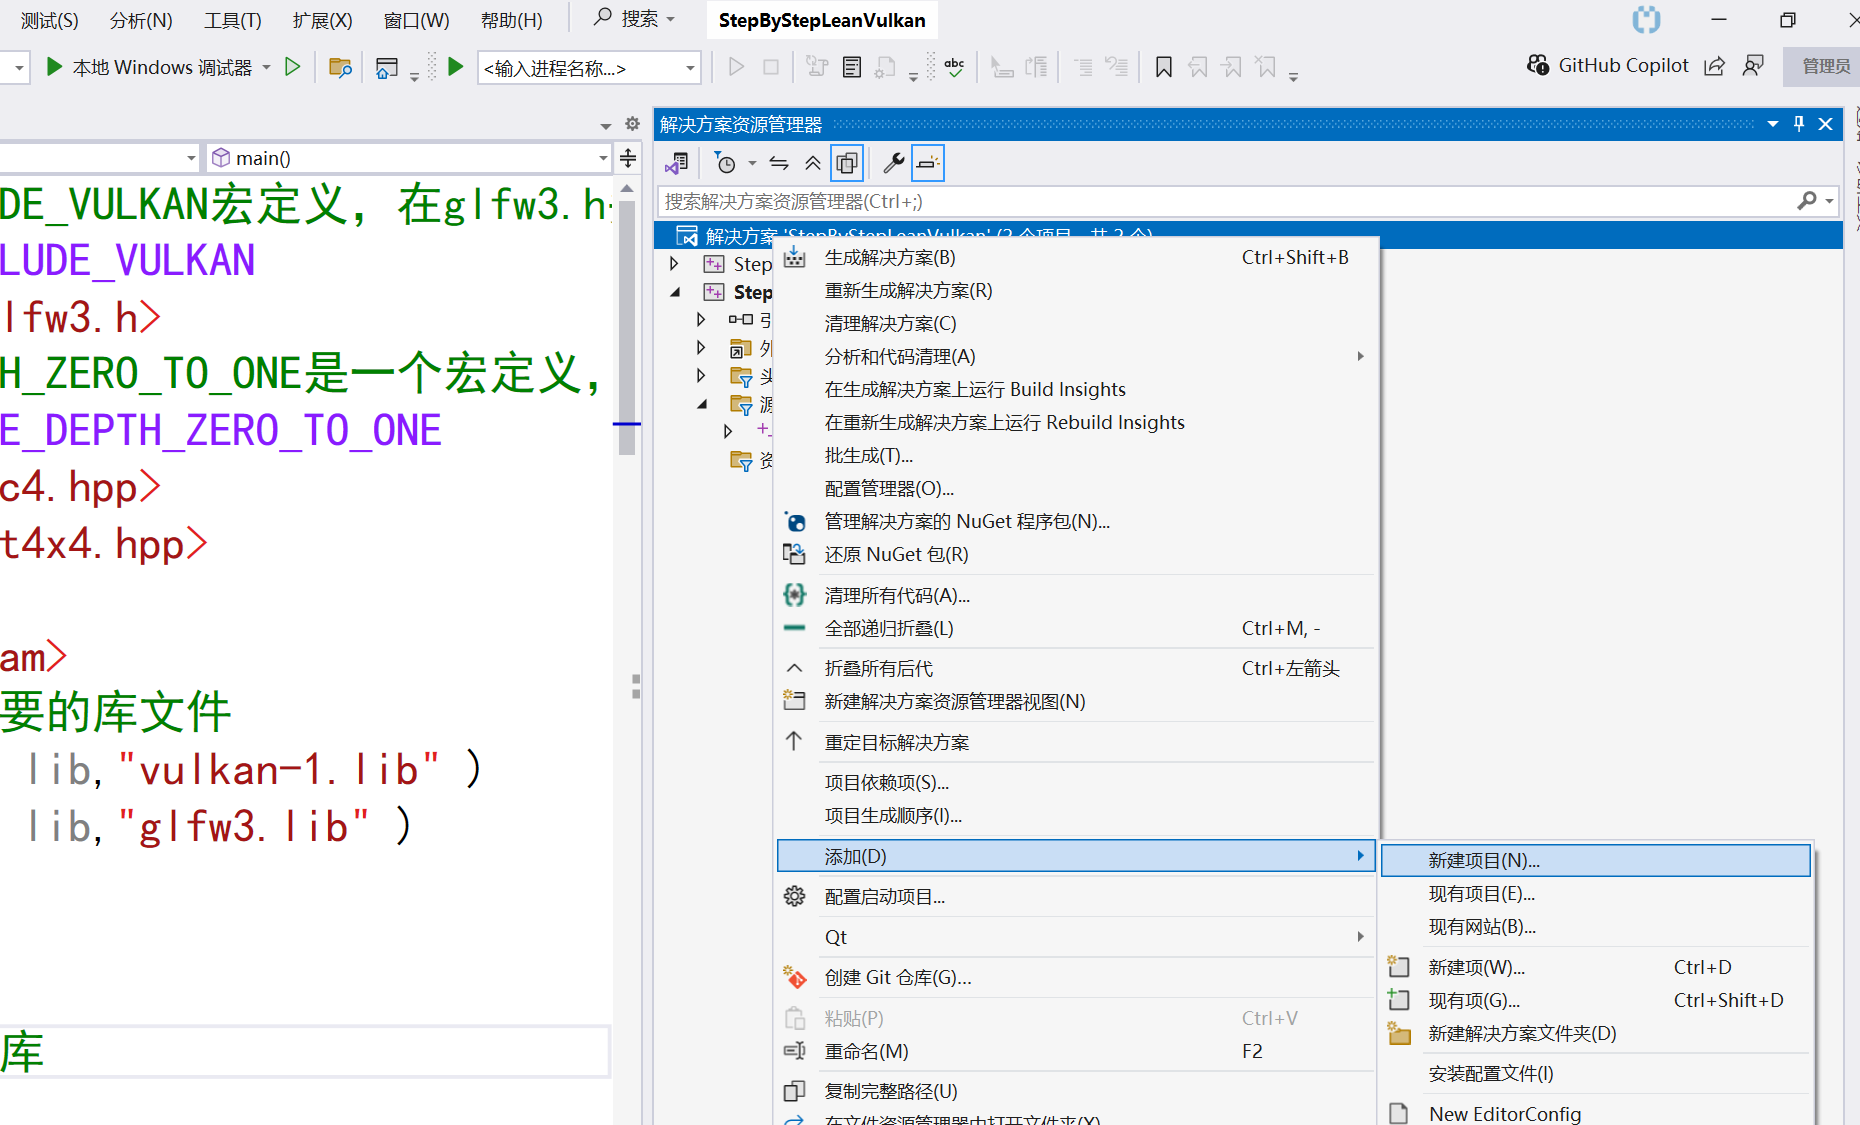 测试(S) 分析(N) 工具(T) 扩展(X) 窗口(W) 帮助(H) 搜索 StepByStepLeanVulkan
本地 Windows 调试器 <输入进程名称...> abc GitHub Copilot 管理员
解决方案资源管理器
main()
搜索解决方案资源管理器(Ctrl+;)
DE_VULKAN宏定义，在glfw3.h
LUDE_VULKAN
lfw3.h>
H_ZERO_TO_ONE是一个宏定义，
E_DEPTH_ZERO_TO_ONE
c4.hpp>
t4x4.hpp>
am>
要的库文件
lib,"vulkan-1.lib" )
lib,"glfw3.lib" )
库
解决方案 'StepByStepLeanVulkan' (2 个项目，共 2 个)
Step
Step
引
外
头
源
资
生成解决方案(B) Ctrl+Shift+B
重新生成解决方案(R)
清理解决方案(C)
分析和代码清理(A)
在生成解决方案上运行 Build Insights
在重新生成解决方案上运行 Rebuild Insights
批生成(T)...
配置管理器(O)...
管理解决方案的 NuGet 程序包(N)...
还原 NuGet 包(R)
清理所有代码(A)...
全部递归折叠(L) Ctrl+M, -
折叠所有后代 Ctrl+左箭头
新建解决方案资源管理器视图(N)
重定目标解决方案
项目依赖项(S)...
项目生成顺序(I)...
添加(D)
配置启动项目...
Qt
创建 Git 仓库(G)...
粘贴(P) Ctrl+V
重命名(M) F2
复制完整路径(U)
在文件资源管理器中打开文件夹(X)
新建项目(N)...
现有项目(E)...
现有网站(B)...
新建项(W)... Ctrl+D
现有项(G)... Ctrl+Shift+D
新建解决方案文件夹(D)
安装配置文件(I)
New EditorConfig